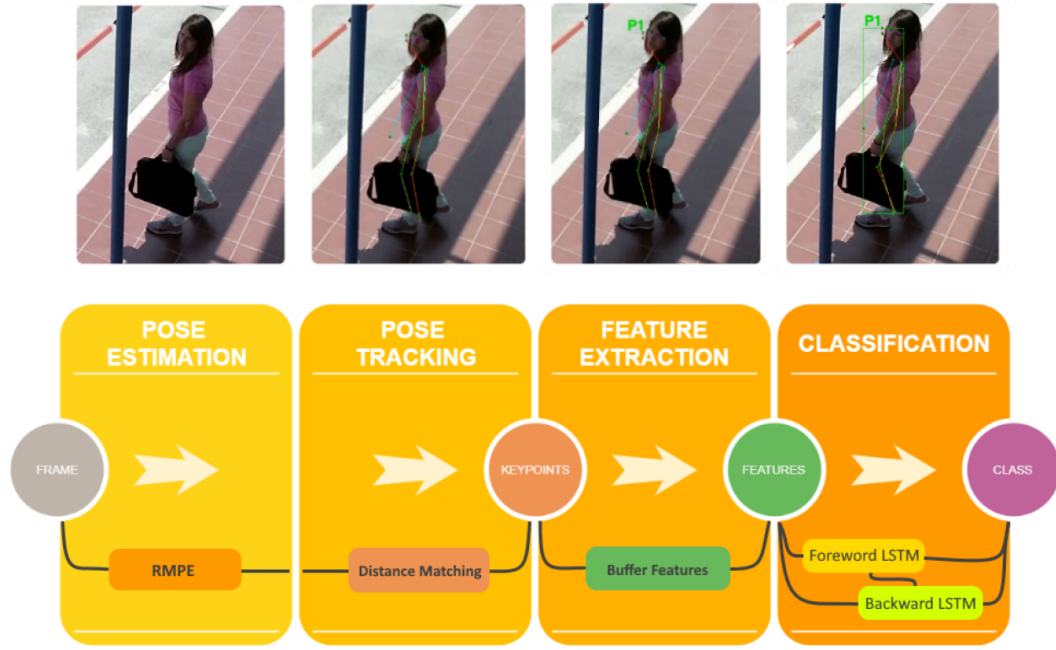 P1
P1
POSE
ESTIMATION
POSE
TRACKING
FEATURE
EXTRACTION
CLASSIFICATION
FRAME
KEYPOINTS
FEATURES
CLASS
RMPE
Distance Matching
Buffer Features
Foreword LSTM
Backward LSTM